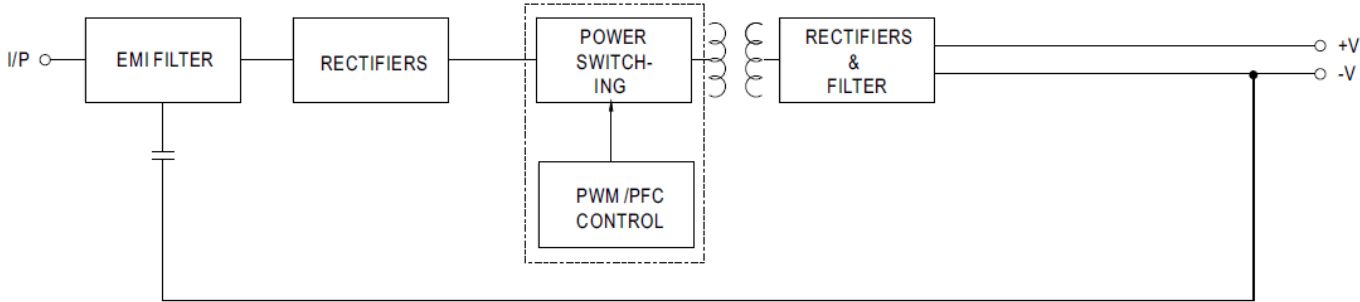 I/P
EMI FILTER
RECTIFIERS
POWER
SWITCH-
ING
RECTIFIERS
&
FILTER
+V
-V
PWM/PFC
CONTROL